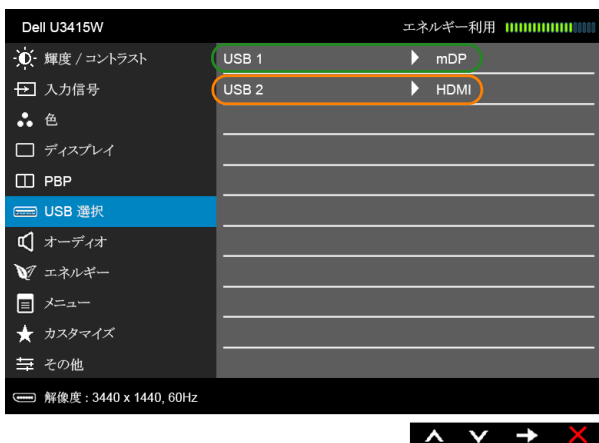 Dell U3415W エネルギー利用
輝度 / コントラスト USB 1 mDP
入力信号 USB 2 HDMI
色
ディスプレイ
PBP
USB 選択
オーディオ
エネルギー
メニュー
カスタマイズ
その他
解像度 : 3440 x 1440, 60Hz